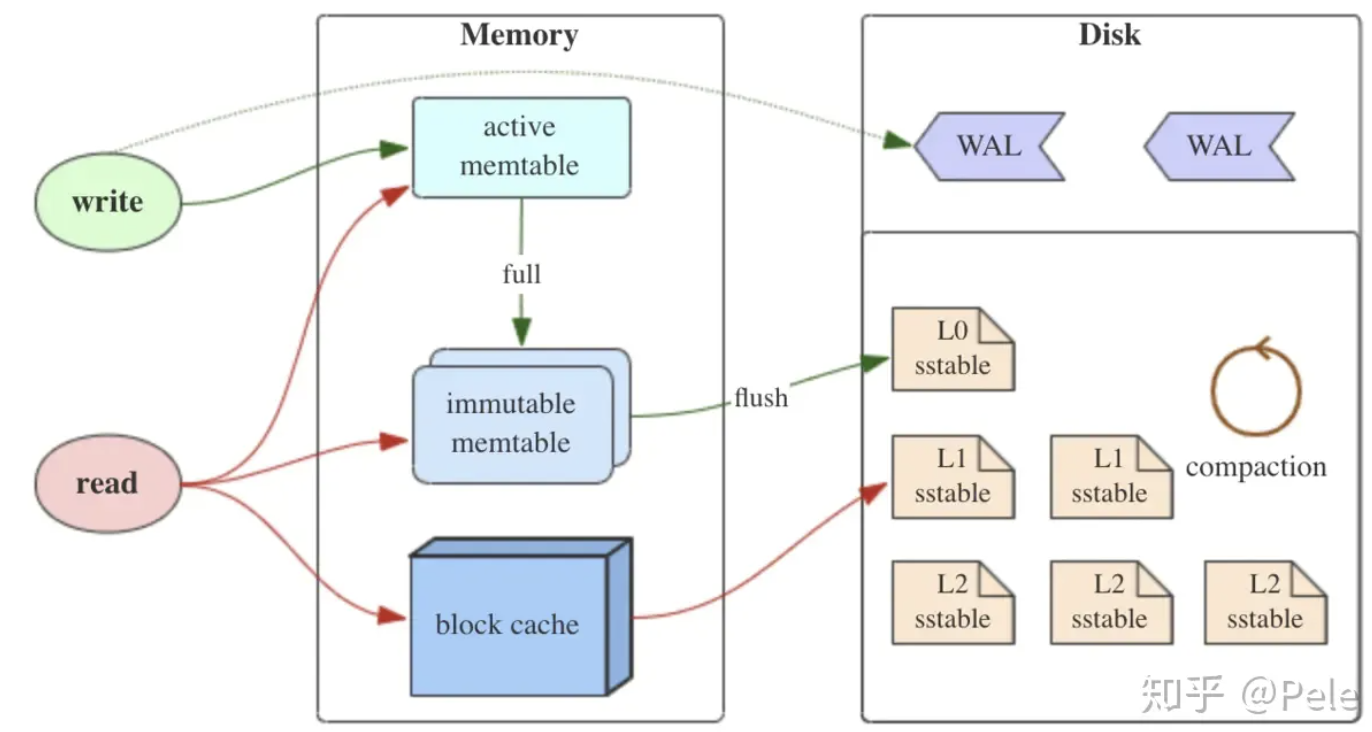 Memory
Disk
active
memtable
WAL
WAL
write
full
L0
sstable
immutable
memtable
flush
read
L1
sstable
L1
sstable
compaction
block cache
L2
sstable
L2
sstable
L2
sstable
知乎 @Pele